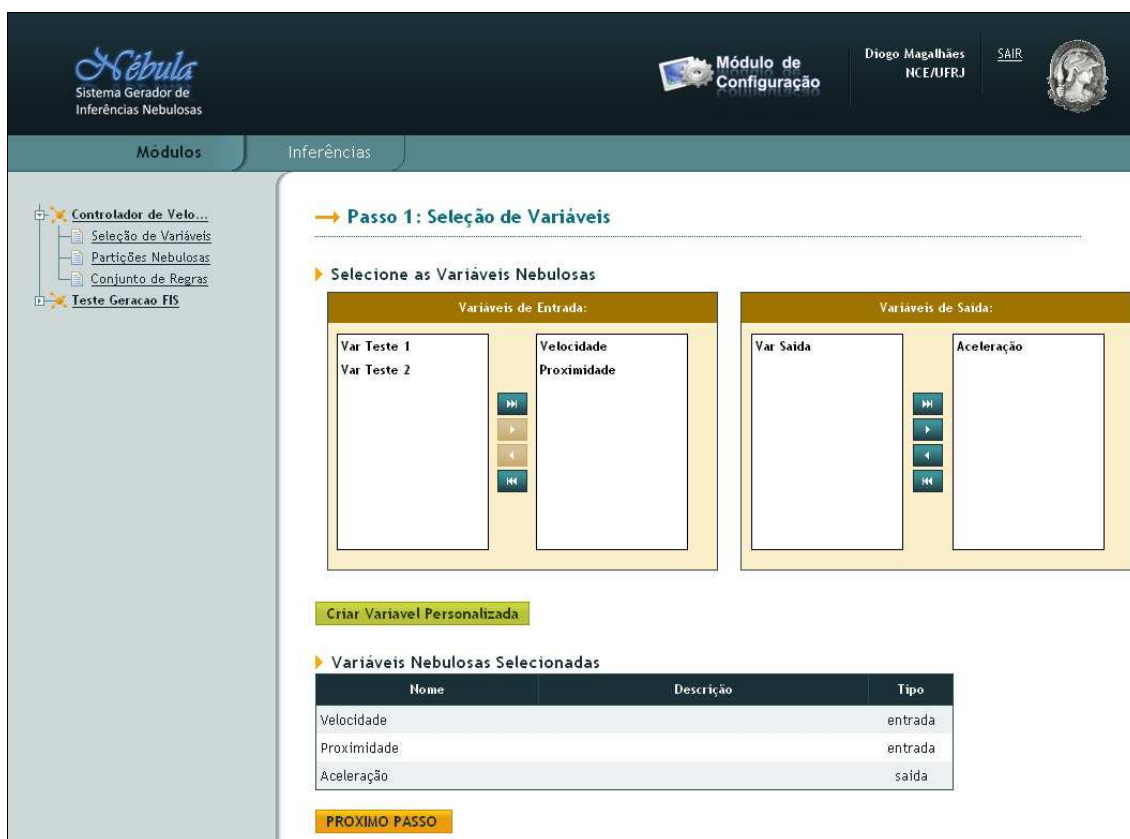 Nébula
Sistema Gerador de
Inferências Nebulosas
Módulo de
Configuração
Diogo Magalhães
NCE/UFRJ
SAIR
Módulos
Inferências
Controlador de Velo...
Seleção de Variáveis
Partições Nebulosas
Conjunto de Regras
Teste Geracao FIS
Passo 1: Seleção de Variáveis
Selecione as Variáveis Nebulosas
Variáveis de Entrada:
Var Teste 1
Var Teste 2
Velocidade
Proximidade
Variáveis de Saída:
Var Saida
Aceleração
Criar Variavel Personalizada
Variáveis Nebulosas Selecionadas
Nome Descrição Tipo
Velocidade entrada
Proximidade entrada
Aceleração saida
PROXIMO PASSO